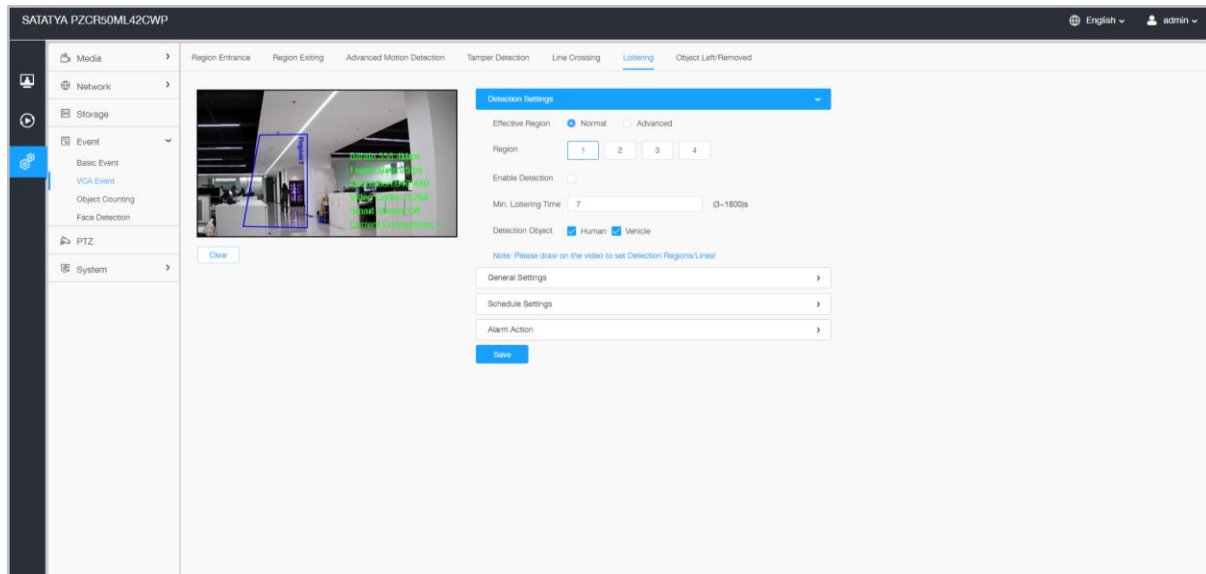 SATATYA PZCR50ML42CWP
English
admin
Media
Network
Storage
Event
Basic Event
VCA Event
Object Counting
Face Detection
PTZ
System
Region Entrance Region Exiting Advanced Motion Detection Tamper Detection Line Crossing Loitering Object Left/Removed
Region1
Clear
Detection Settings
Effective Region Normal Advanced
Region 1 2 3 4
Enable Detection
Min. Loitering Time 7 (3~1800)s
Detection Object Human Vehicle
Note: Please draw on the video to set Detection Regions/Lines!
General Settings
Schedule Settings
Alarm Action
Save